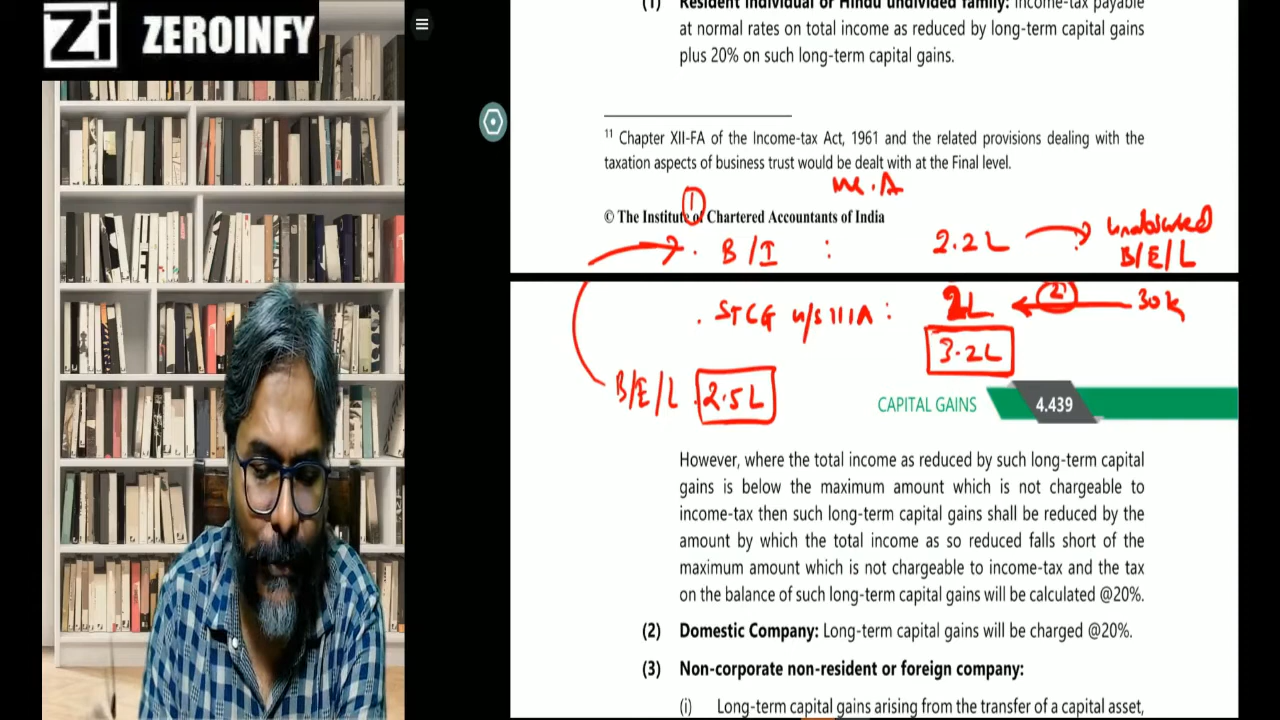 Zi ZEROINFY
(1) Resident individual or Hindu undivided family: Income-tax payable
at normal rates on total income as reduced by long-term capital gains
plus 20% on such long-term capital gains.
11 Chapter XII-FA of the Income-tax Act, 1961 and the related provisions dealing with the
taxation aspects of business trust would be dealt with at the Final level.
Mr. A
1
© The Institute of Chartered Accountants of India
B/I : 2.2L
B/E/L
STCG u/s 111A : 2L 2 30k
3.2L
B/E/L 2.5L
CAPITAL GAINS 4.439
However, where the total income as reduced by such long-term capital
gains is below the maximum amount which is not chargeable to
income-tax then such long-term capital gains shall be reduced by the
amount by which the total income as so reduced falls short of the
maximum amount which is not chargeable to income-tax and the tax
on the balance of such long-term capital gains will be calculated @20%.
(2) Domestic Company: Long-term capital gains will be charged @20%.
(3) Non-corporate non-resident or foreign company:
(i) Long-term capital gains arising from the transfer of a capital asset,